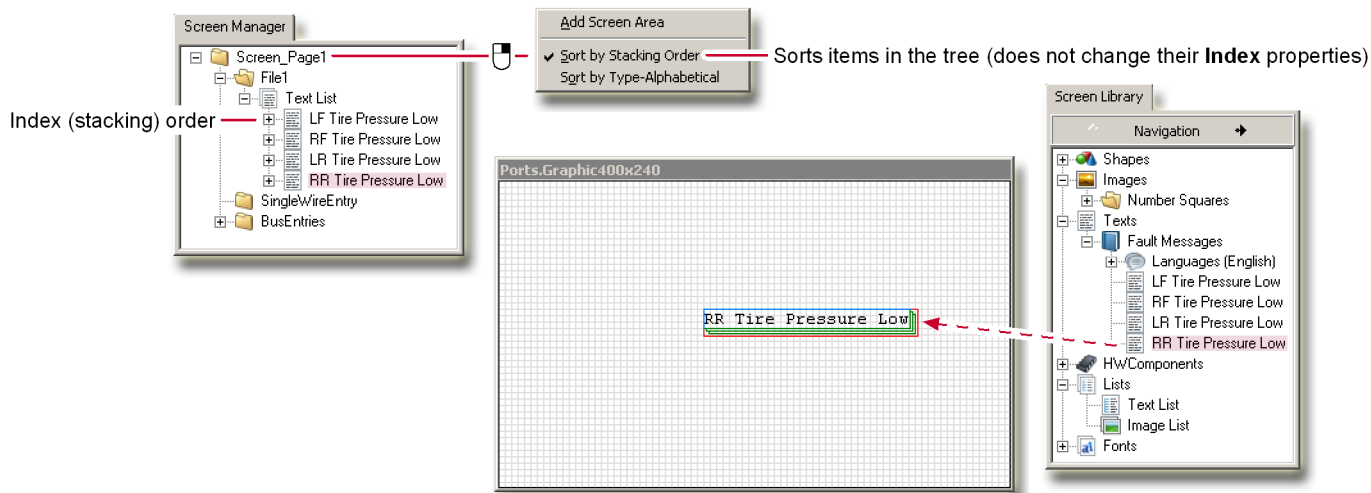 Screen Manager
Screen_Page1
File1
Text List
LF Tire Pressure Low
RF Tire Pressure Low
LR Tire Pressure Low
RR Tire Pressure Low
SingleWireEntry
BusEntries
Index (stacking) order
Add Screen Area
Sort by Stacking Order
Sort by Type-Alphabetical
Sorts items in the tree (does not change their Index properties)
Ports.Graphic400x240
RR Tire Pressure Low
Screen Library
Navigation
Shapes
Images
Number Squares
Texts
Fault Messages
Languages (English)
LF Tire Pressure Low
RF Tire Pressure Low
LR Tire Pressure Low
RR Tire Pressure Low
HWComponents
Lists
Text List
Image List
Fonts